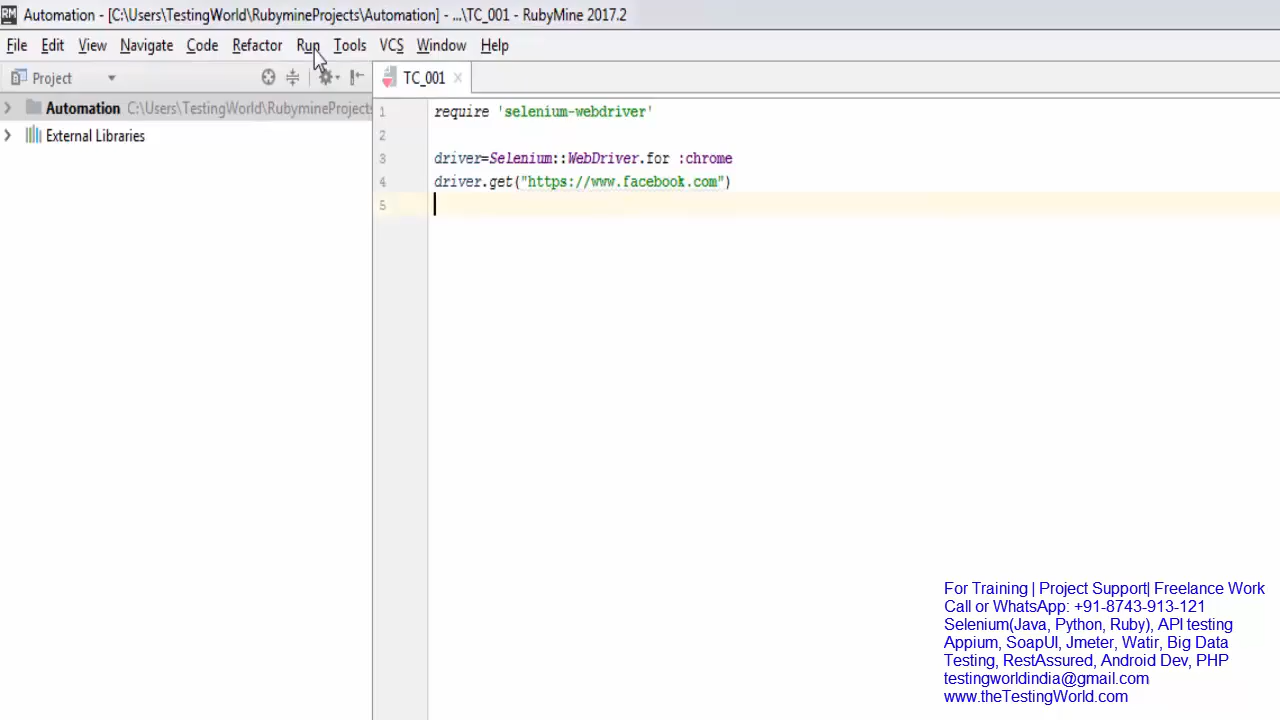 RM Automation - [C:\Users\TestingWorld\RubymineProjects\Automation] - ...\TC_001 - RubyMine 2017.2
File Edit View Navigate Code Refactor Run Tools VCS Window Help
Project
TC_001
Automation C:\Users\TestingWorld\RubymineProjects
External Libraries
1 require 'selenium-webdriver'
2
3 driver=Selenium::WebDriver.for :chrome
4 driver.get("https://www.facebook.com")
5
For Training | Project Support| Freelance Work
Call or WhatsApp: +91-8743-913-121
Selenium(Java, Python, Ruby), API testing
Appium, SoapUI, Jmeter, Watir, Big Data
Testing, RestAssured, Android Dev, PHP
testingworldindia@gmail.com
www.theTestingWorld.com